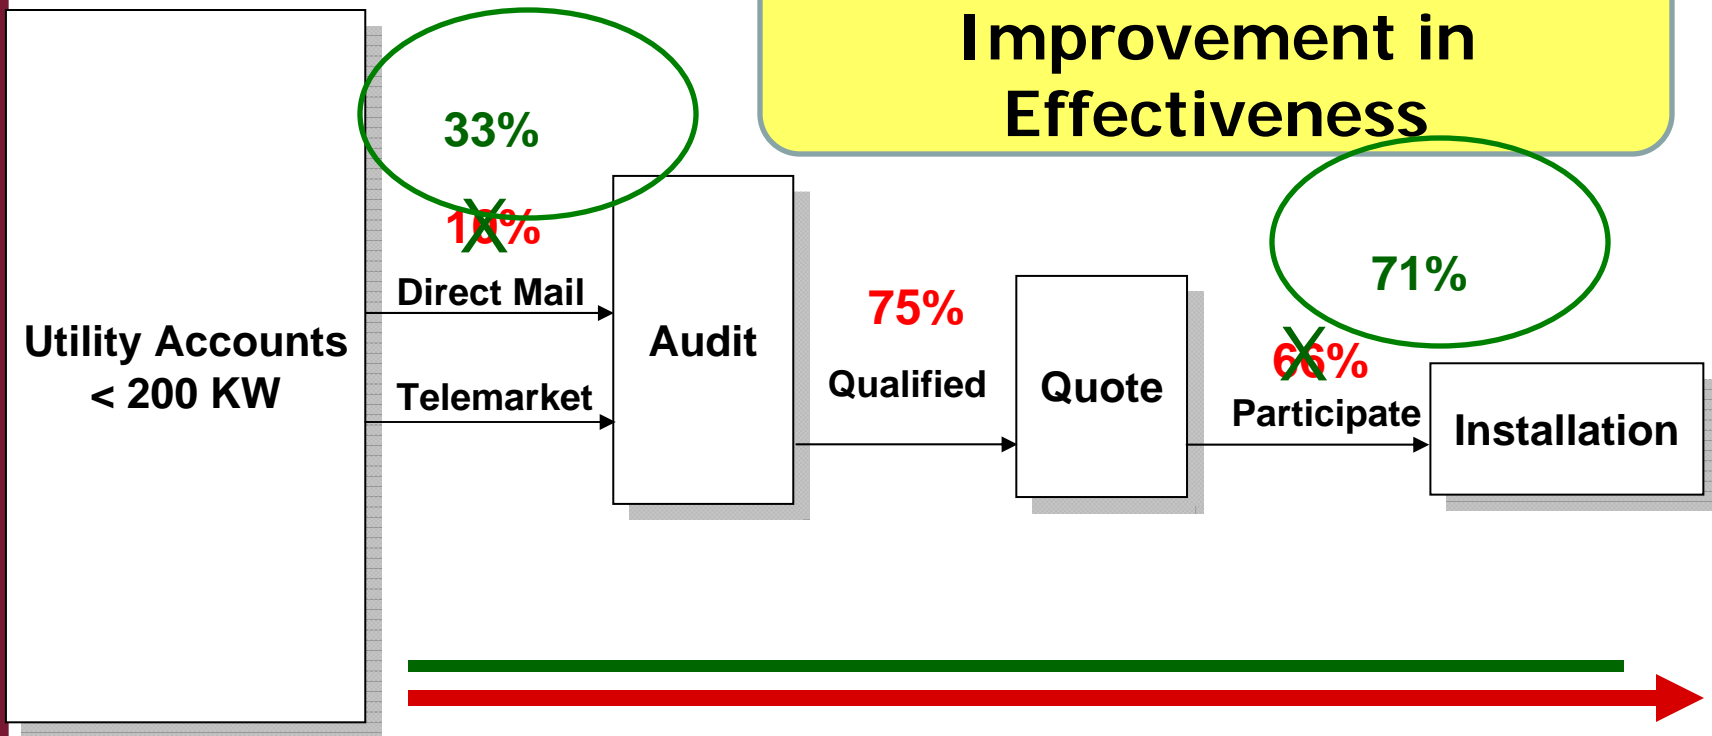 Improvement in
Effectiveness
33%
10%
Direct Mail
Telemarket
Utility Accounts
< 200 KW
Audit
75%
Qualified
Quote
71%
66%
Participate
Installation